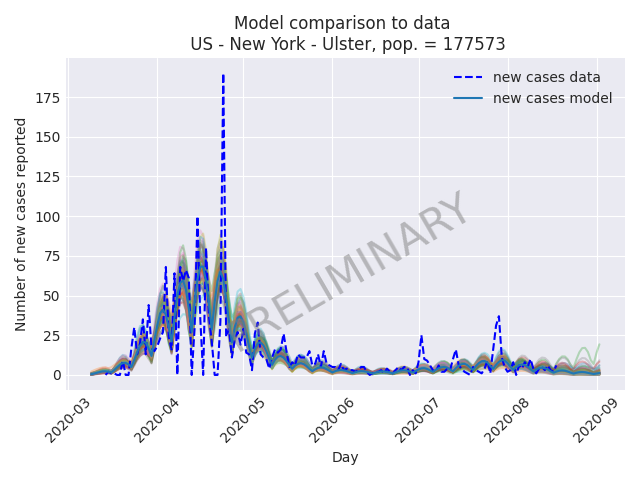 Model comparison to data
US - New York - Ulster, pop. = 177573
new cases data
new cases model
Number of new cases reported
175
150
125
100
75
50
25
0
PRELIMINARY
2020-03
2020-04
2020-05
2020-06
2020-07
2020-08
2020-09
Day